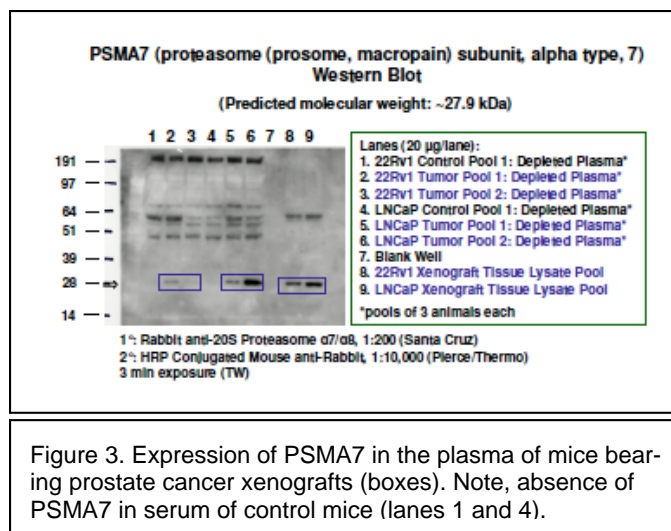 PSMA7 (proteasome (prosome, macropain) subunit, alpha type, 7)
Western Blot
(Predicted molecular weight: ~27.9 kDa)
1 2 3 4 5 6 7 8 9
191
97
64
51
39
28
14
Lanes (20 µg/lane):
1. 22Rv1 Control Pool 1: Depleted Plasma*
2. 22Rv1 Tumor Pool 1: Depleted Plasma*
3. 22Rv1 Tumor Pool 2: Depleted Plasma*
4. LNCaP Control Pool 1: Depleted Plasma*
5. LNCaP Tumor Pool 1: Depleted Plasma*
6. LNCaP Tumor Pool 2: Depleted Plasma*
7. Blank Well
8. 22Rv1 Xenograft Tissue Lysate Pool
9. LNCaP Xenograft Tissue Lysate Pool
*pools of 3 animals each
1°: Rabbit anti-20S Proteasome α7/α8, 1:200 (Santa Cruz)
2°: HRP Conjugated Mouse anti-Rabbit, 1:10,000 (Pierce/Thermo)
3 min exposure (TW)
Figure 3. Expression of PSMA7 in the plasma of mice bear-
ing prostate cancer xenografts (boxes). Note, absence of
PSMA7 in serum of control mice (lanes 1 and 4).